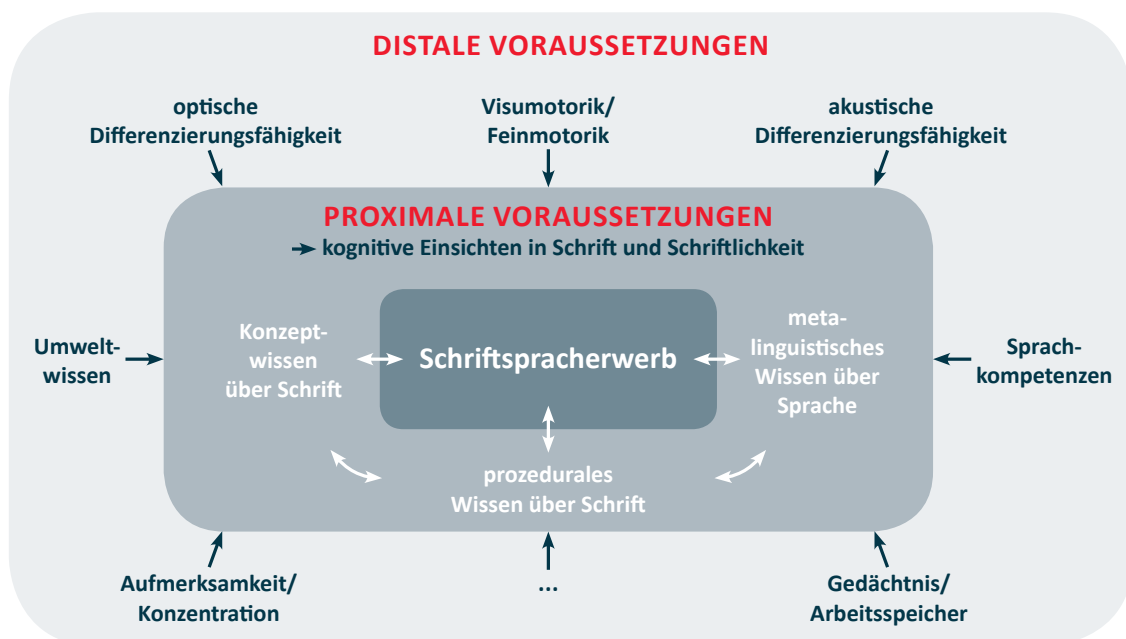 DISTALE VORAUSSETZUNGEN
optische
Differenzierungsfähigkeit
Visumotorik/
Feinmotorik
akustische
Differenzierungsfähigkeit
PROXIMALE VORAUSSETZUNGEN
kognitive Einsichten in Schrift und Schriftlichkeit
Umwelt-
wissen
Konzept-
wissen
über Schrift
Schriftspracherwerb
meta-
linguistisches
Wissen über
Sprache
Sprach-
kompetenzen
prozedurales
Wissen über Schrift
Aufmerksamkeit/
Konzentration
...
Gedächtnis/
Arbeitsspeicher